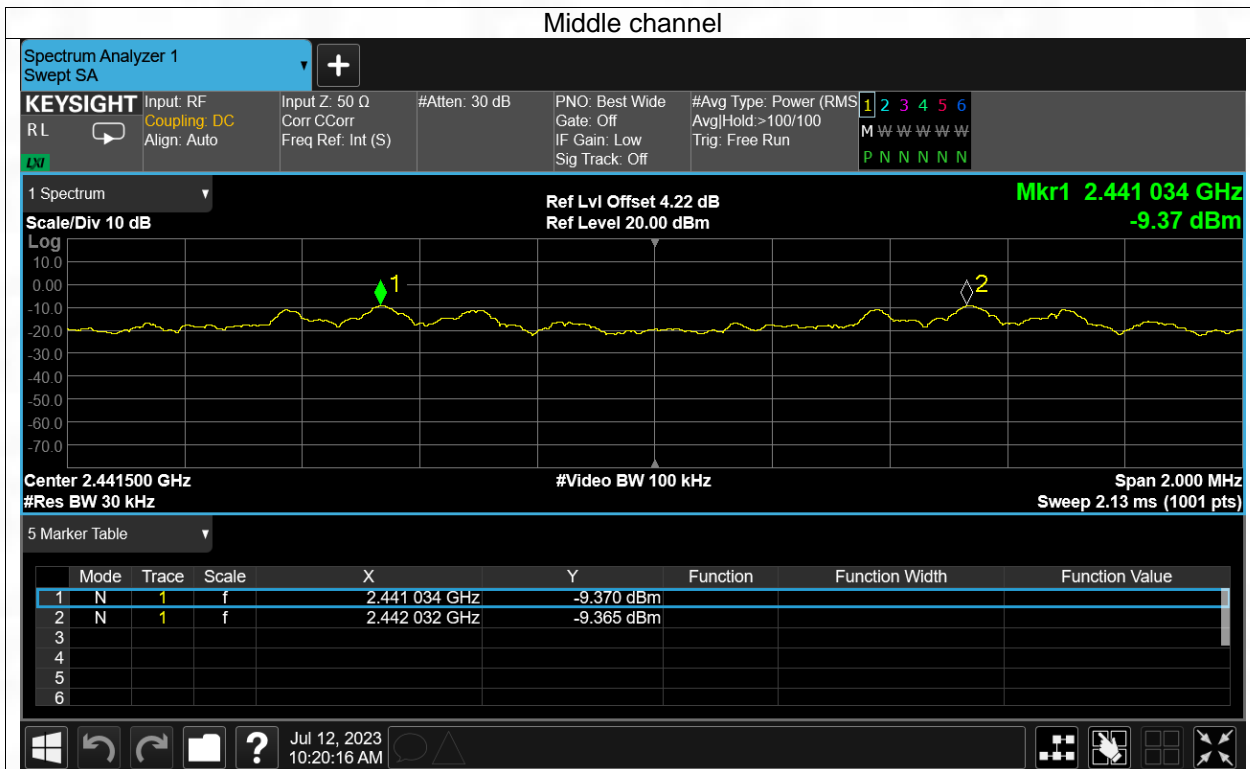 Middle channel
Spectrum Analyzer 1
Swept SA
KEYSIGHT
RL
LXI
Input: RF
Coupling: DC
Align: Auto
Input Z: 50 Ω
Corr CCorr
Freq Ref: Int (S)
#Atten: 30 dB
PNO: Best Wide
Gate: Off
IF Gain: Low
Sig Track: Off
#Avg Type: Power (RMS
Avg|Hold:>100/100
Trig: Free Run
1 2 3 4 5 6
M W W W W W
P N N N N N
1 Spectrum
Scale/Div 10 dB
Ref Lvl Offset 4.22 dB
Ref Level 20.00 dBm
Mkr1 2.441 034 GHz
-9.37 dBm
Log
10.0
0.00
-10.0
-20.0
-30.0
-40.0
-50.0
-60.0
-70.0
1
2
Center 2.441500 GHz
#Video BW 100 kHz
Span 2.000 MHz
#Res BW 30 kHz
Sweep 2.13 ms (1001 pts)
5 Marker Table
Mode Trace Scale X Y Function Function Width Function Value
1 N 1 f 2.441 034 GHz -9.370 dBm
2 N 1 f 2.442 032 GHz -9.365 dBm
3
4
5
6
?
Jul 12, 2023
10:20:16 AM